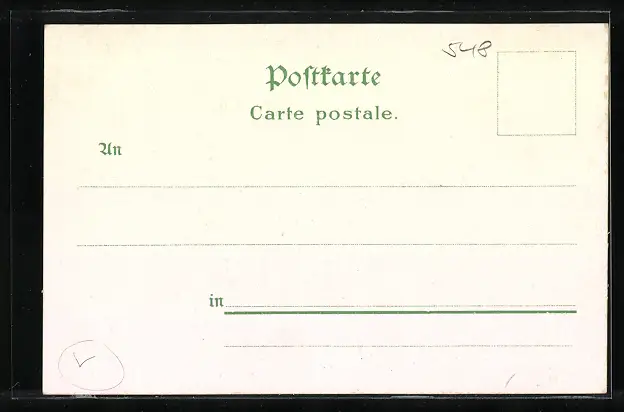 548
Poſtkarte
Carte postale.
An
in